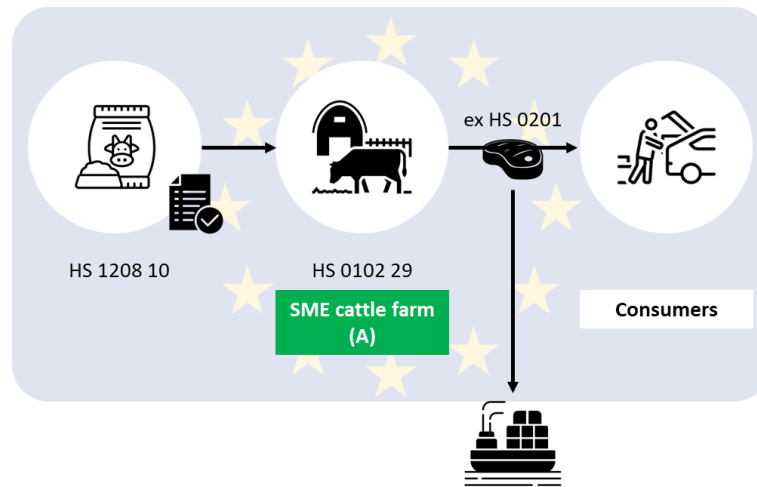 ex HS 0201
HS 1208 10
HS 0102 29
SME cattle farm
(A)
Consumers